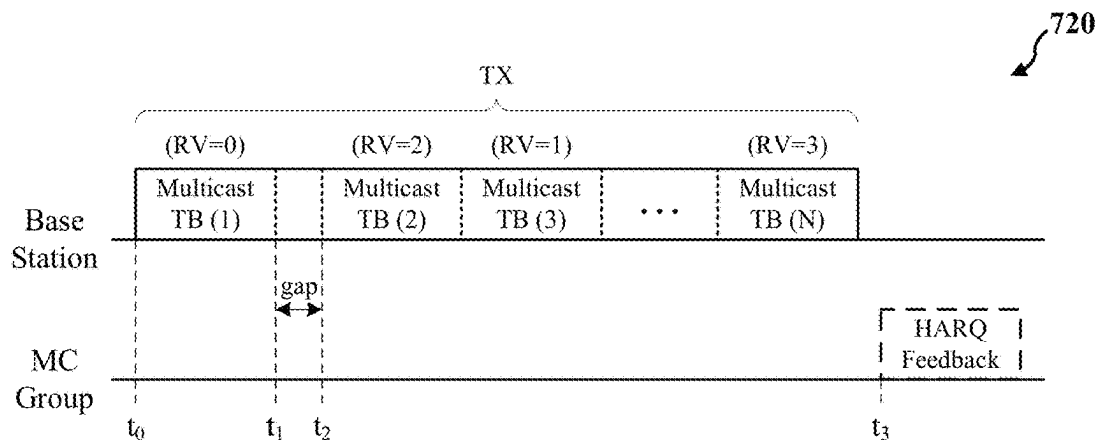 720
TX
(RV=0) (RV=2) (RV=1) (RV=3)
Multicast TB (1)
Multicast TB (2)
Multicast TB (3)
• • •
Multicast TB (N)
Base Station
gap
MC Group
HARQ Feedback
t0 t1 t2 t3